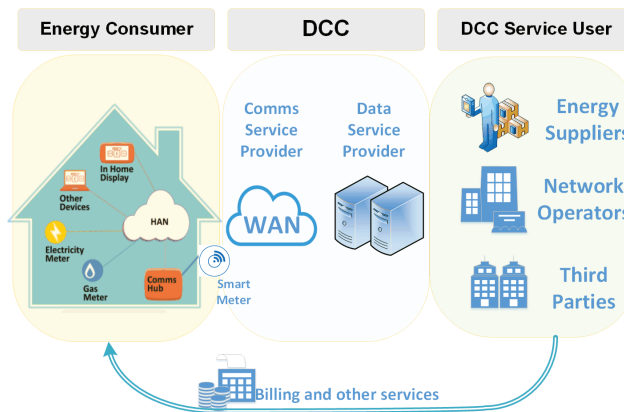 Energy Consumer
DCC
DCC Service User
Comms
Service
Provider
Data
Service
Provider
Energy
Suppliers
In Home
Display
Other
Devices
HAN
WAN
Network
Operators
Electricity
Meter
Gas
Meter
Comms
Hub
Smart
Meter
Third
Parties
Billing and other services